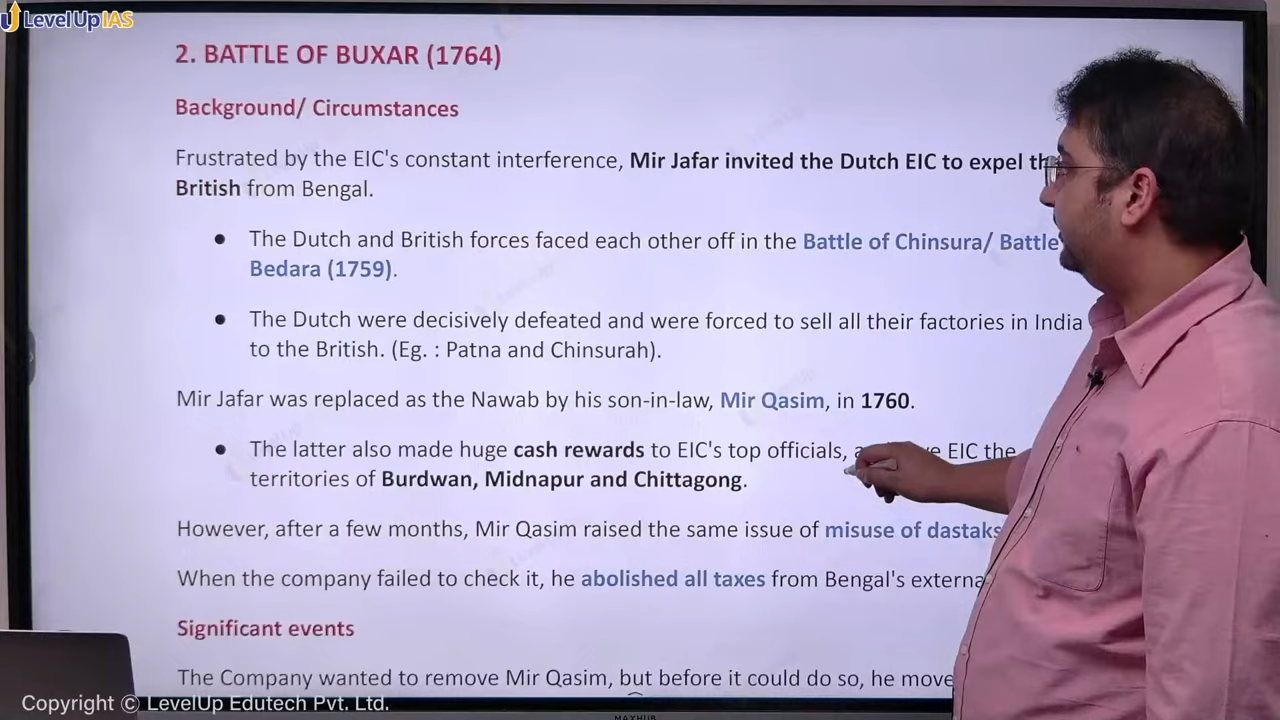 LevelUp IAS
2. BATTLE OF BUXAR (1764)
Background/ Circumstances
Frustrated by the EIC's constant interference, Mir Jafar invited the Dutch EIC to expel
British from Bengal.
● The Dutch and British forces faced each other off in the Battle of Chinsura/ Battle
Bedara (1759).
● The Dutch were decisively defeated and were forced to sell all their factories in India
to the British. (Eg. : Patna and Chinsurah).
Mir Jafar was replaced as the Nawab by his son-in-law, Mir Qasim, in 1760.
● The latter also made huge cash rewards to EIC's top officials, EIC the
territories of Burdwan, Midnapur and Chittagong.
However, after a few months, Mir Qasim raised the same issue of misuse of dastaks
When the company failed to check it, he abolished all taxes from Bengal's
Significant events
The Company wanted to remove Mir Qasim, but before it could do so, he
Copyright © LevelUp Edutech Pvt. Ltd.
MAXHUB